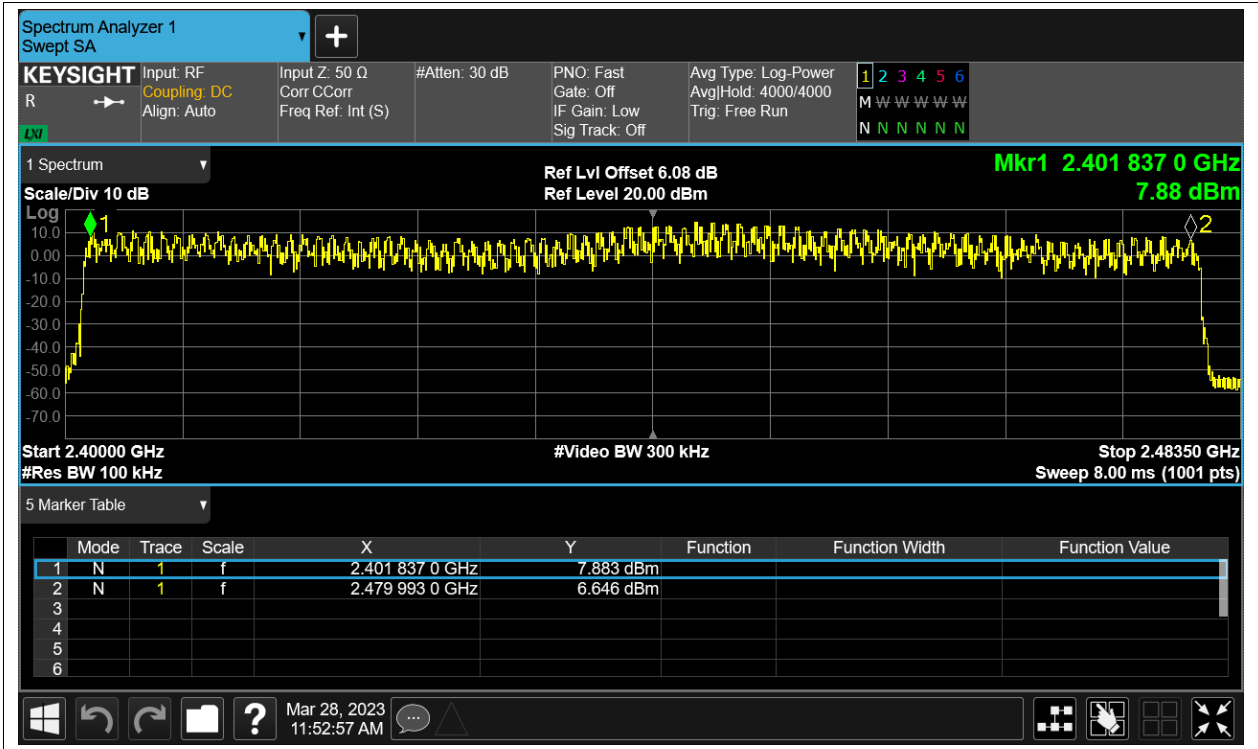 Spectrum Analyzer 1
Swept SA
+
KEYSIGHT
R
LXI
Input: RF
Coupling: DC
Align: Auto
Input Z: 50 Ω
Corr CCorr
Freq Ref: Int (S)
#Atten: 30 dB
PNO: Fast
Gate: Off
IF Gain: Low
Sig Track: Off
Avg Type: Log-Power
Avg|Hold: 4000/4000
Trig: Free Run
1 2 3 4 5 6
M W W W W W
N N N N N N
1 Spectrum
Scale/Div 10 dB
Ref Lvl Offset 6.08 dB
Ref Level 20.00 dBm
Mkr1 2.401 837 0 GHz
7.88 dBm
Log
1
2
10.0
0.00
-10.0
-20.0
-30.0
-40.0
-50.0
-60.0
-70.0
Start 2.40000 GHz
#Video BW 300 kHz
Stop 2.48350 GHz
#Res BW 100 kHz
Sweep 8.00 ms (1001 pts)
5 Marker Table
Mode Trace Scale X Y Function Function Width Function Value
1 N 1 f 2.401 837 0 GHz 7.883 dBm
2 N 1 f 2.479 993 0 GHz 6.646 dBm
3
4
5
6
?
Mar 28, 2023
11:52:57 AM